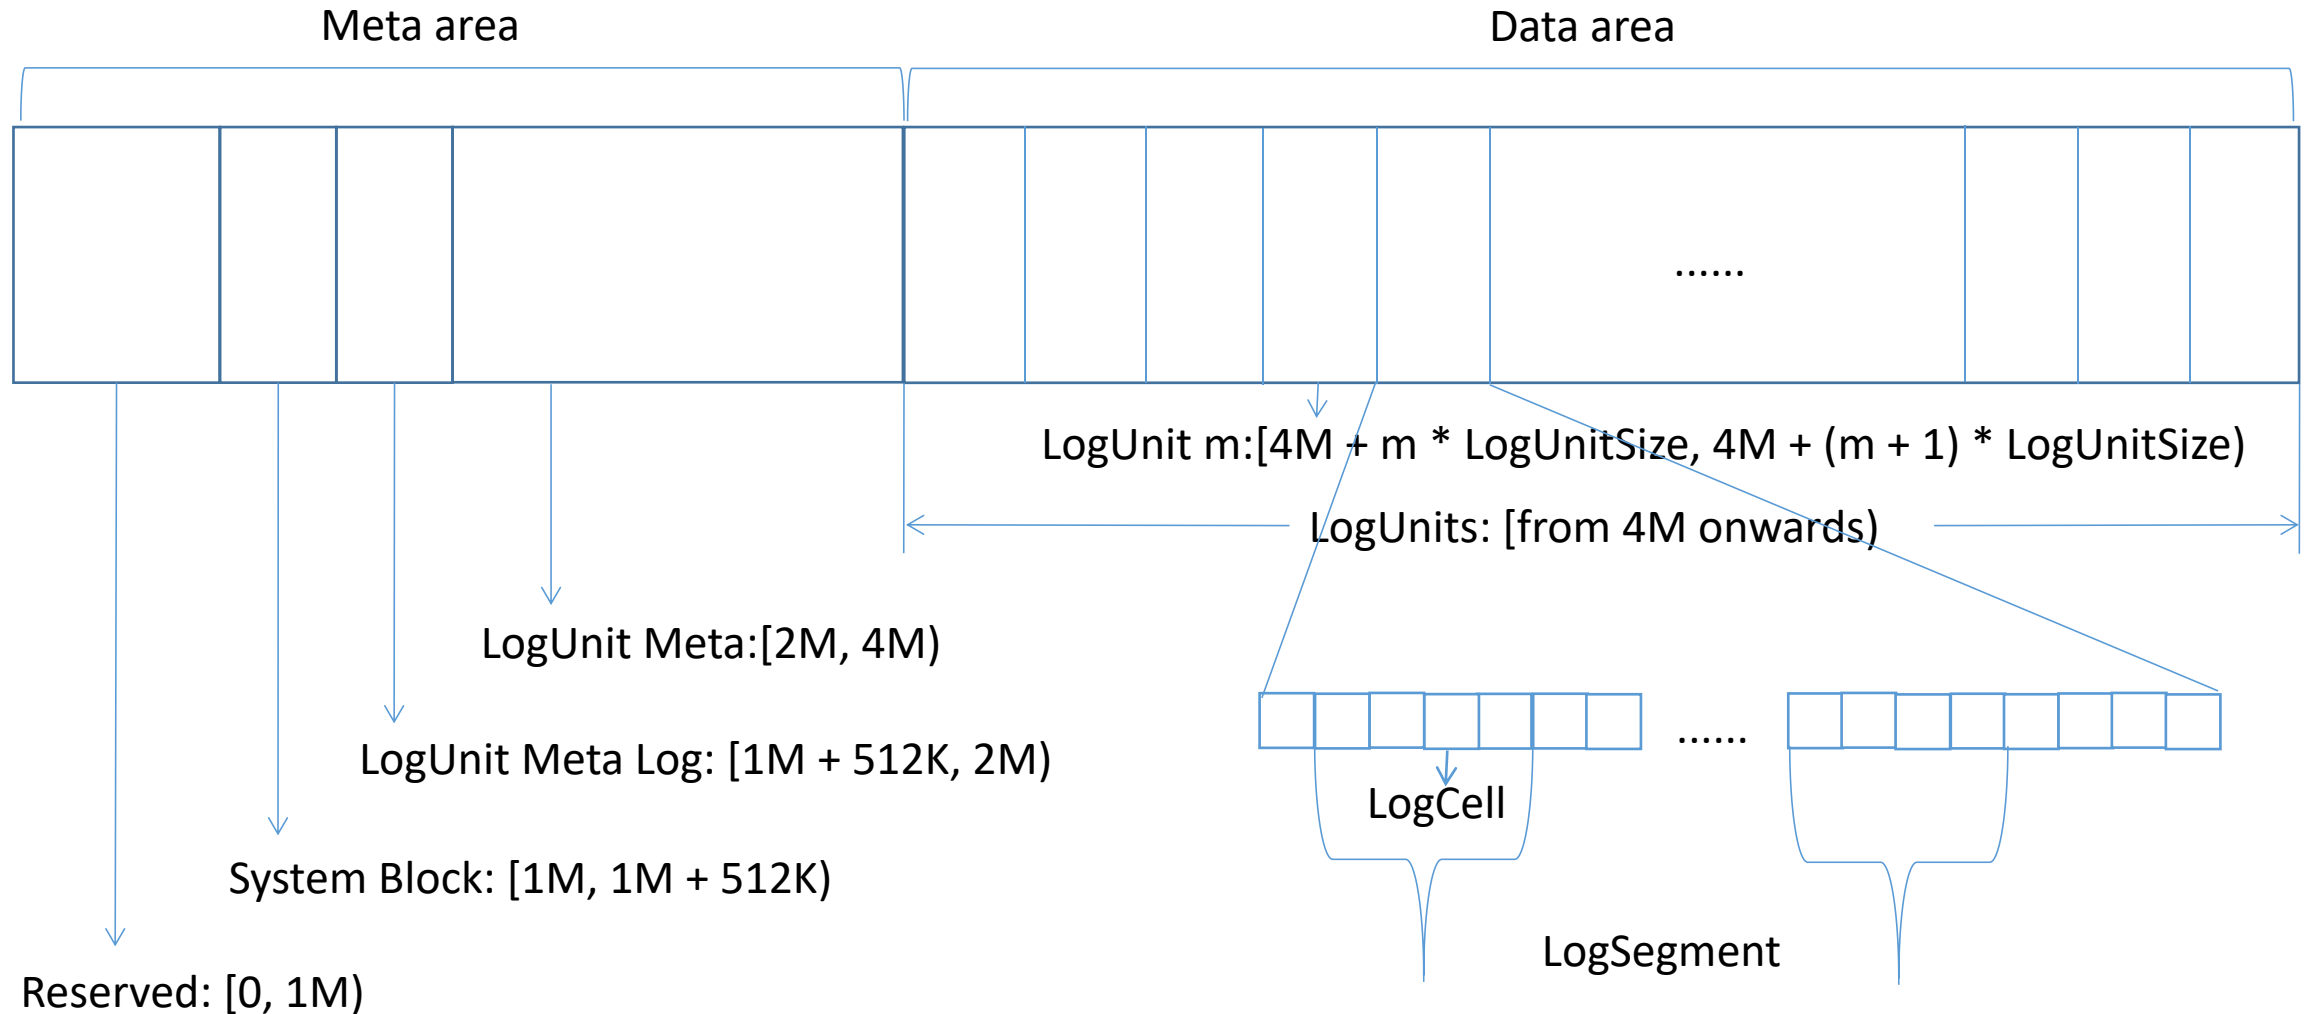 Meta area
Data area
......
LogUnit m:[4M + m * LogUnitSize, 4M + (m + 1) * LogUnitSize)
LogUnits: [from 4M onwards)
LogUnit Meta:[2M, 4M)
LogUnit Meta Log: [1M + 512K, 2M)
......
LogCell
System Block: [1M, 1M + 512K)
LogSegment
Reserved: [0, 1M)